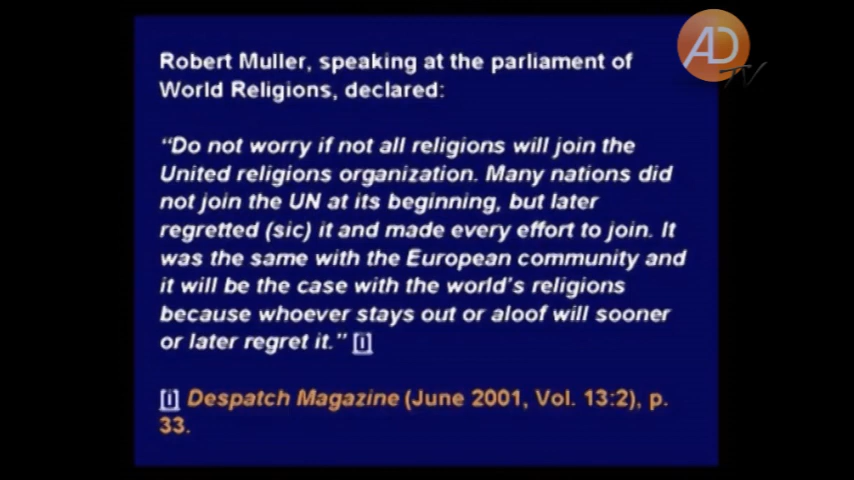 AD
TV
Robert Muller, speaking at the parliament of
World Religions, declared:
“Do not worry if not all religions will join the
United religions organization. Many nations did
not join the UN at its beginning, but later
regretted (sic) it and made every effort to join. It
was the same with the European community and
it will be the case with the world's religions
because whoever stays out or aloof will sooner
or later regret it.” [i]
[i] Despatch Magazine (June 2001, Vol. 13:2), p.
33.